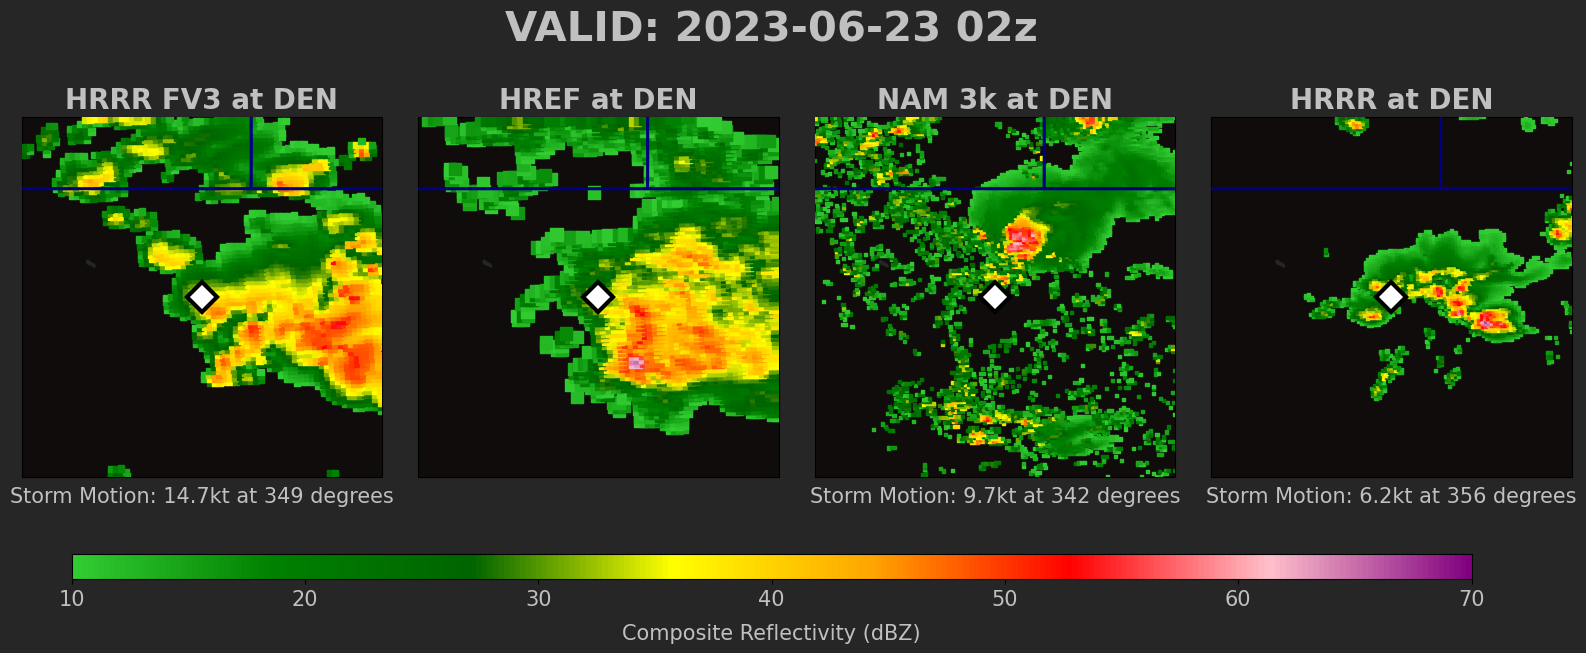 VALID: 2023-06-23 02z
HRRR FV3 at DEN
HREF at DEN
NAM 3k at DEN
HRRR at DEN
Storm Motion: 14.7kt at 349 degrees
Storm Motion: 9.7kt at 342 degrees
Storm Motion: 6.2kt at 356 degrees
10 20 30 40 50 60 70
Composite Reflectivity (dBZ)